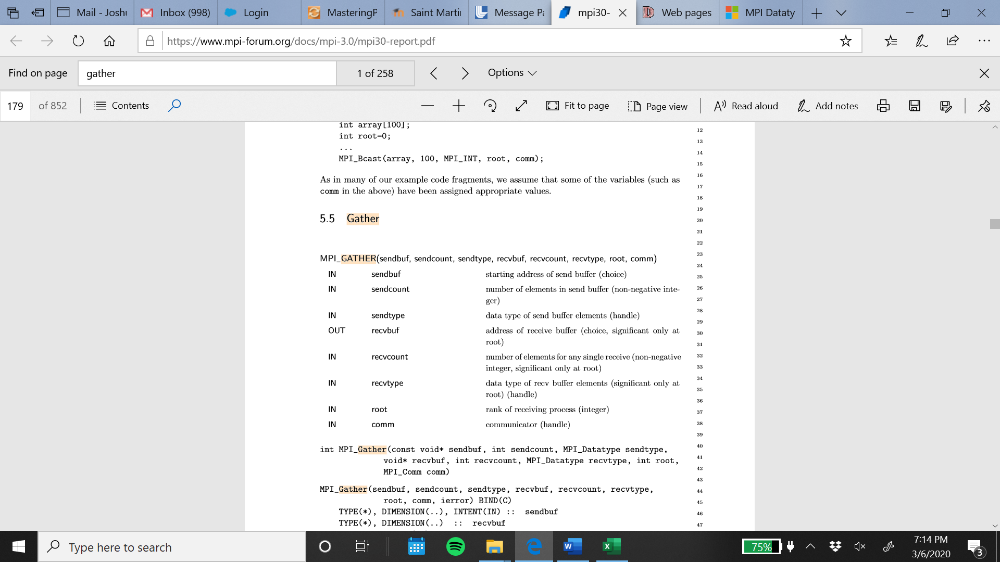 Mail - Joshu
Inbox (998)
Login
MasteringP
Saint Marti
Message Pa
mpi30-
Web pages
MPI Dataty
https://www.mpi-forum.org/docs/mpi-3.0/mpi30-report.pdf
Find on page
gather
1 of 258
Options
179
of 852
Contents
Fit to page
Page view
Read aloud
Add notes
int array[100];
12
int root=0;
13
...
14
MPI_Bcast(array, 100, MPI_INT, root, comm);
15
16
As in many of our example code fragments, we assume that some of the variables (such as
17
comm in the above) have been assigned appropriate values.
18
19
5.5 Gather
20
21
22
23
MPI_GATHER(sendbuf, sendcount, sendtype, recvbuf, recvcount, recvtype, root, comm)
24
IN sendbuf starting address of send buffer (choice)
25
IN sendcount number of elements in send buffer (non-negative inte-
26
ger)
27
28
IN sendtype data type of send buffer elements (handle)
29
OUT recvbuf address of receive buffer (choice, significant only at
30
root)
31
IN recvcount number of elements for any single receive (non-negative
32
integer, significant only at root)
33
34
IN recvtype data type of recv buffer elements (significant only at
35
root) (handle)
36
IN root rank of receiving process (integer)
37
IN comm communicator (handle)
38
39
40
int MPI_Gather(const void* sendbuf, int sendcount, MPI_Datatype sendtype,
41
void* recvbuf, int recvcount, MPI_Datatype recvtype, int root,
42
MPI_Comm comm)
43
MPI_Gather(sendbuf, sendcount, sendtype, recvbuf, recvcount, recvtype,
44
root, comm, ierror) BIND(C)
45
TYPE(*), DIMENSION(..), INTENT(IN) :: sendbuf
46
TYPE(*), DIMENSION(..) :: recvbuf
47
Type here to search
75%
7:14 PM
3/6/2020
3